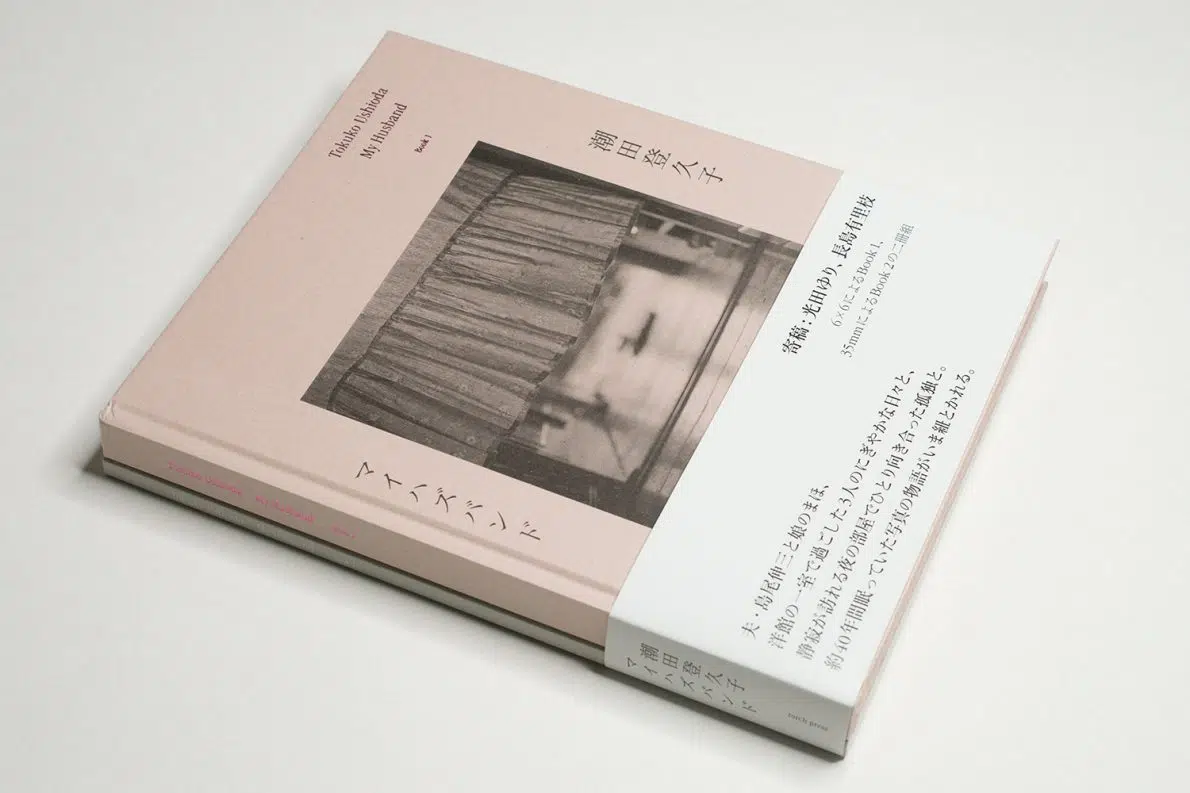 Tokuko Ushioda
My Husband
Book 1
潮田登久子
マイハズバンド
寄稿：光田ゆり、長島有里枝
6×6によるBook 1、
35mmによるBook 2の二冊組
夫・島尾伸三と娘のまほ、
洋館の一室で過ごした3人のにぎやかな日々と、
静寂が訪れる夜の部屋でひとり向き合った孤独と。
約40年間眠っていた写真の物語がいま紐とかれる。
Tokuko Ushioda
潮田登久子
マイハズバンド
torch press